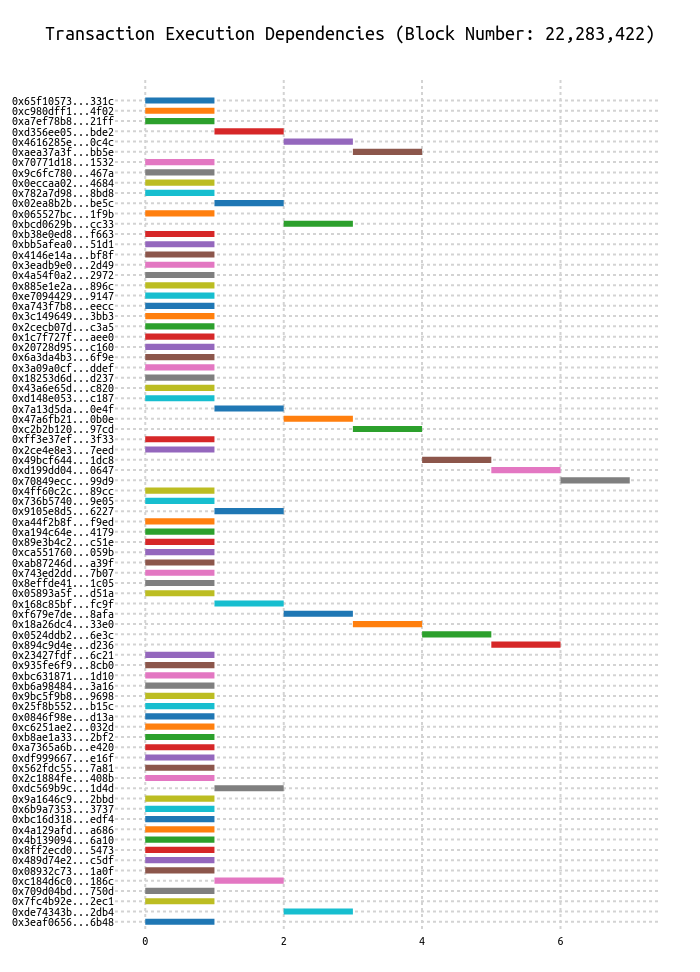 Transaction Execution Dependencies (Block Number: 22,283,422)
0x65f10573...331c
0xc980dff1...4f02
0xa7ef78b8...21ff
0xd356ee05...bde2
0x4616285e...0c4c
0xaea37a3f...bb5e
0x70771d18...1532
0x9c6fc780...467a
0x0eccaa02...4684
0x782a7d98...8bd8
0x02ea8b2b...be5c
0x065527bc...1f9b
0xbcd0629b...cc33
0xb38e0ed8...f663
0xbb5afea0...51d1
0x4146e14a...bf8f
0x3eadb9e0...2d49
0x4a54f0a2...2972
0x885e1e2a...896c
0xe7094429...9147
0xa743f7b8...eecc
0x3c149649...3bb3
0x2cecb07d...c3a5
0x1c7f727f...aee0
0x20728d95...c160
0x6a3da4b3...6f9e
0x3a09a0cf...ddef
0x18253d6d...d237
0x43a6e65d...c820
0xd148e053...c187
0x7a13d5da...0e4f
0x47a6fb21...0b0e
0xc2b2b120...97cd
0xff3e37ef...3f33
0x2ce4e8e3...7eed
0x49bcf644...1dc8
0xd199dd04...0647
0x70849ecc...99d9
0x4ff60c2c...89cc
0x736b5740...9e05
0x9105e8d5...6227
0xa44f2b8f...f9ed
0xa194c64e...4179
0x89e3b4c2...c51e
0xca551760...059b
0xab87246d...a39f
0x743ed2dd...7b07
0x8effde41...1c05
0x05893a5f...d51a
0x168c85bf...fc9f
0xf679e7de...8afa
0x18a26dc4...33e0
0x0524ddb2...6e3c
0x894c9d4e...d236
0x23427fdf...6c21
0x935fe6f9...8cb0
0xbc631871...1d10
0xb6a98484...3a16
0x9bc5f9b8...9698
0x25f8b552...b15c
0x0846f98e...d13a
0xc6251ae2...032d
0xb8ae1a33...2bf2
0xa7365a6b...e420
0xdf999667...e16f
0x562fdc55...7a81
0x2c1884fe...408b
0xdc569b9c...1d4d
0x9a1646c9...2bbd
0x6b9a7353...3737
0xbc16d318...edf4
0x4a129afd...a686
0x4b139094...6a10
0x8ff2ecd0...5473
0x489d74e2...c5df
0x08932c73...1a0f
0xc184d6c0...186c
0x709d04bd...750d
0x7fc4b92e...2ec1
0xde74343b...2db4
0x3eaf0656...6b48
0 2 4 6